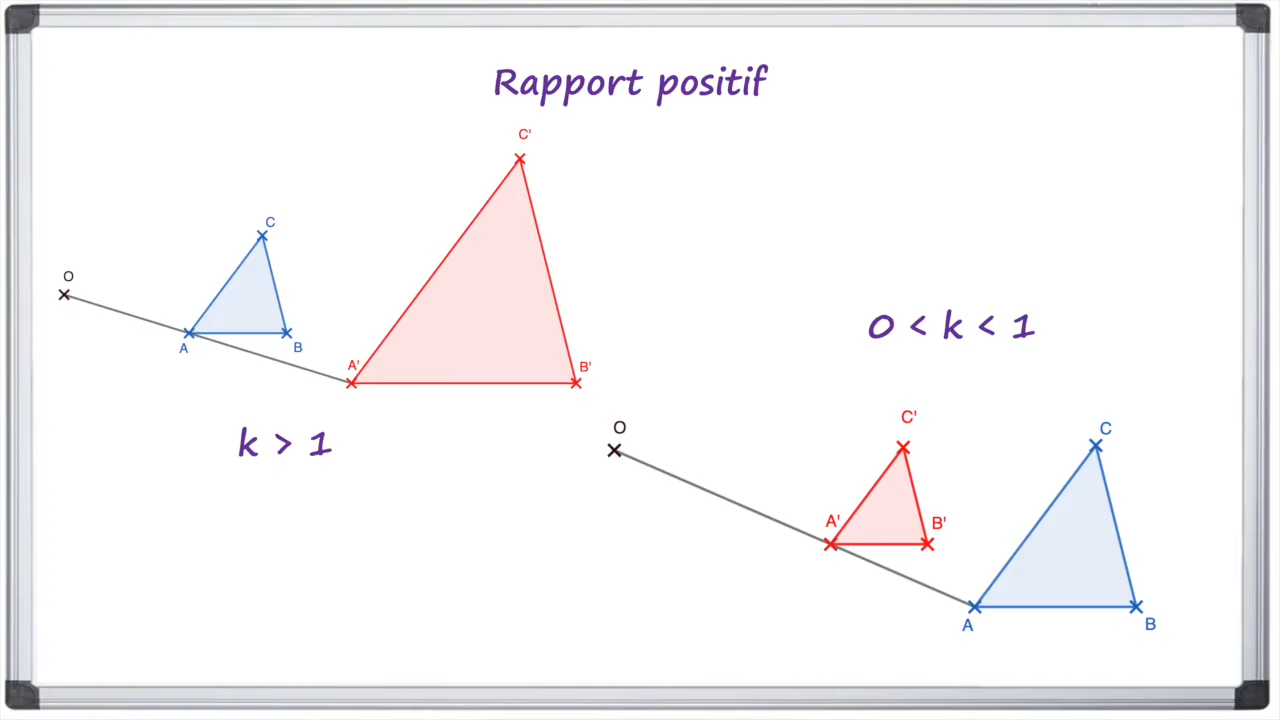 Rapport positif
C'
C
O
A
B
A'
B'
k > 1
0 < k < 1
O
C'
C
A'
B'
A
B